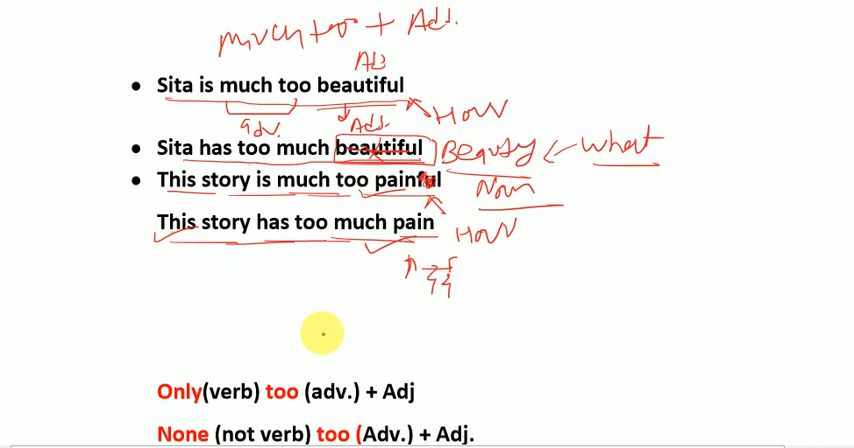 much too + Adj.
Adj
• Sita is much too beautiful
adv. Adj. How
• Sita has too much beautiful Beauty What
• This story is much too painful Noun
This story has too much pain How
Only(verb) too (adv.) + Adj
None (not verb) too (Adv.) + Adj.